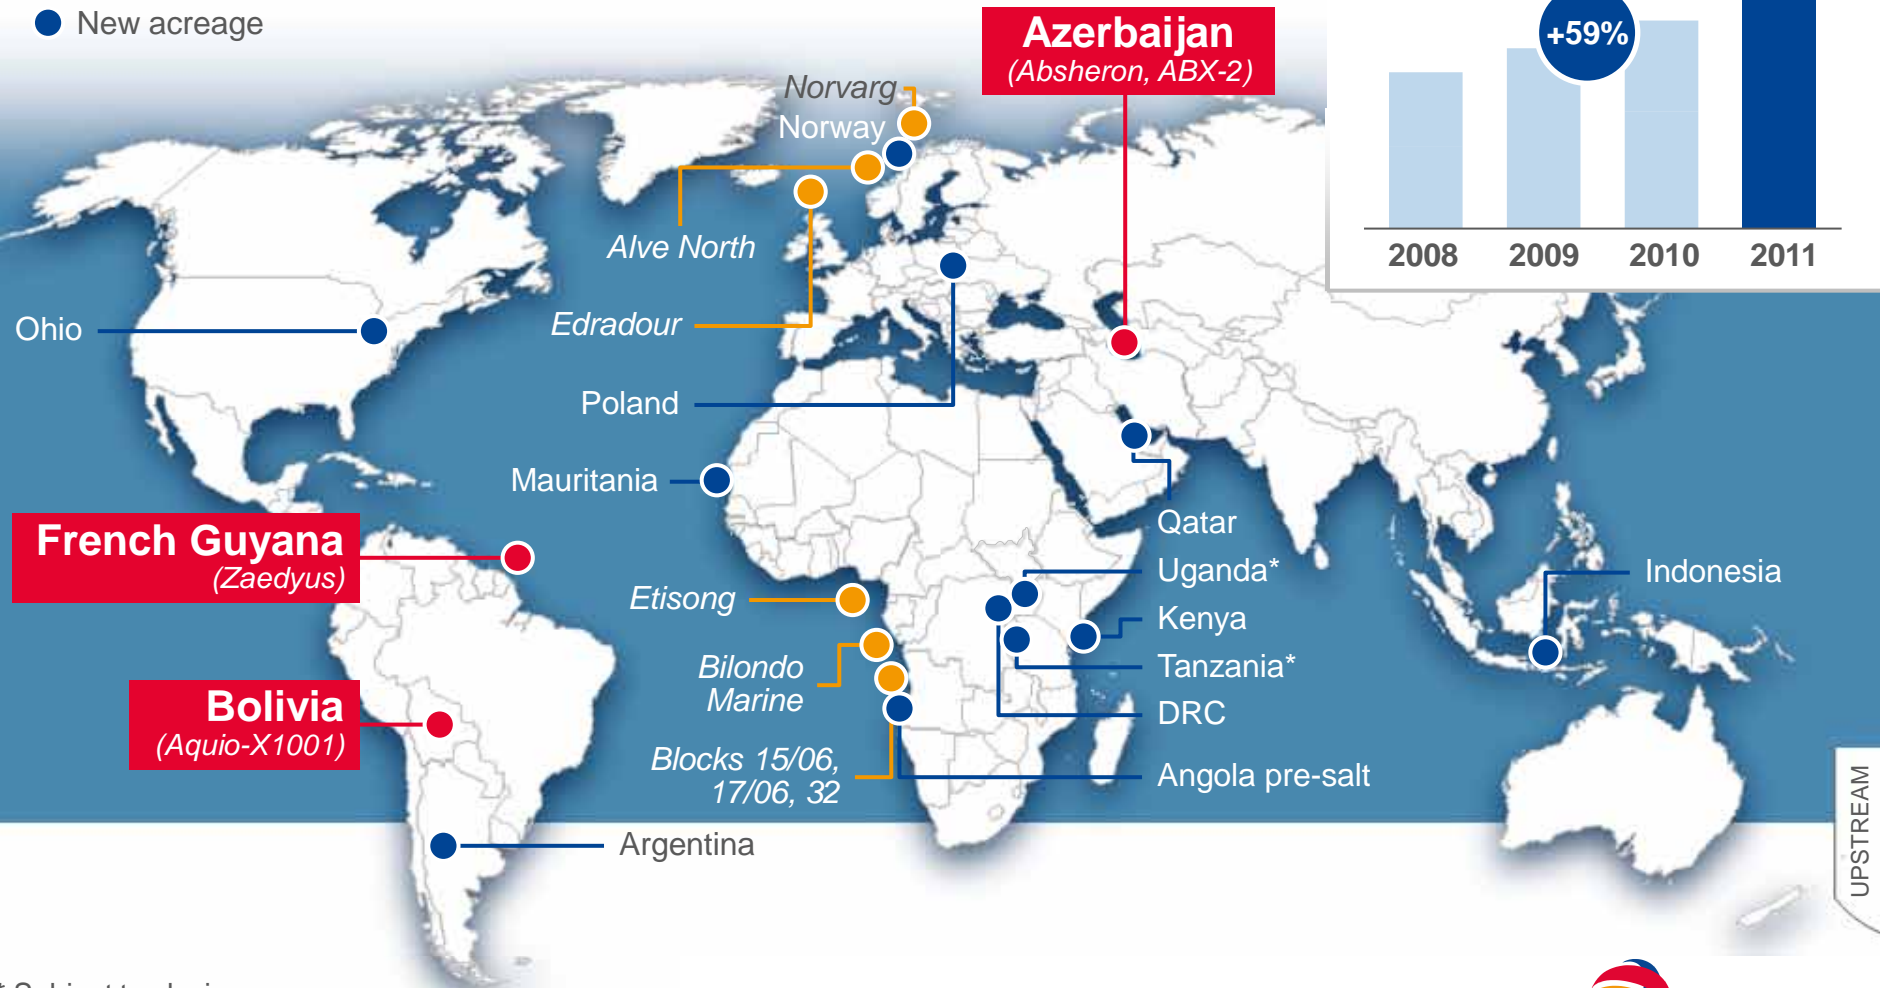 New acreage
Azerbaijan
(Absheron, ABX-2)
+59%
2008
2009
2010
2011
Norvarg
Norway
Alve North
Ohio
Edradour
Poland
Mauritania
French Guyana
(Zaedyus)
Qatar
Uganda*
Indonesia
Etisong
Kenya
Bilondo
Marine
Tanzania*
Bolivia
(Aquio-X1001)
DRC
Blocks 15/06,
17/06, 32
Angola pre-salt
Argentina
UPSTREAM